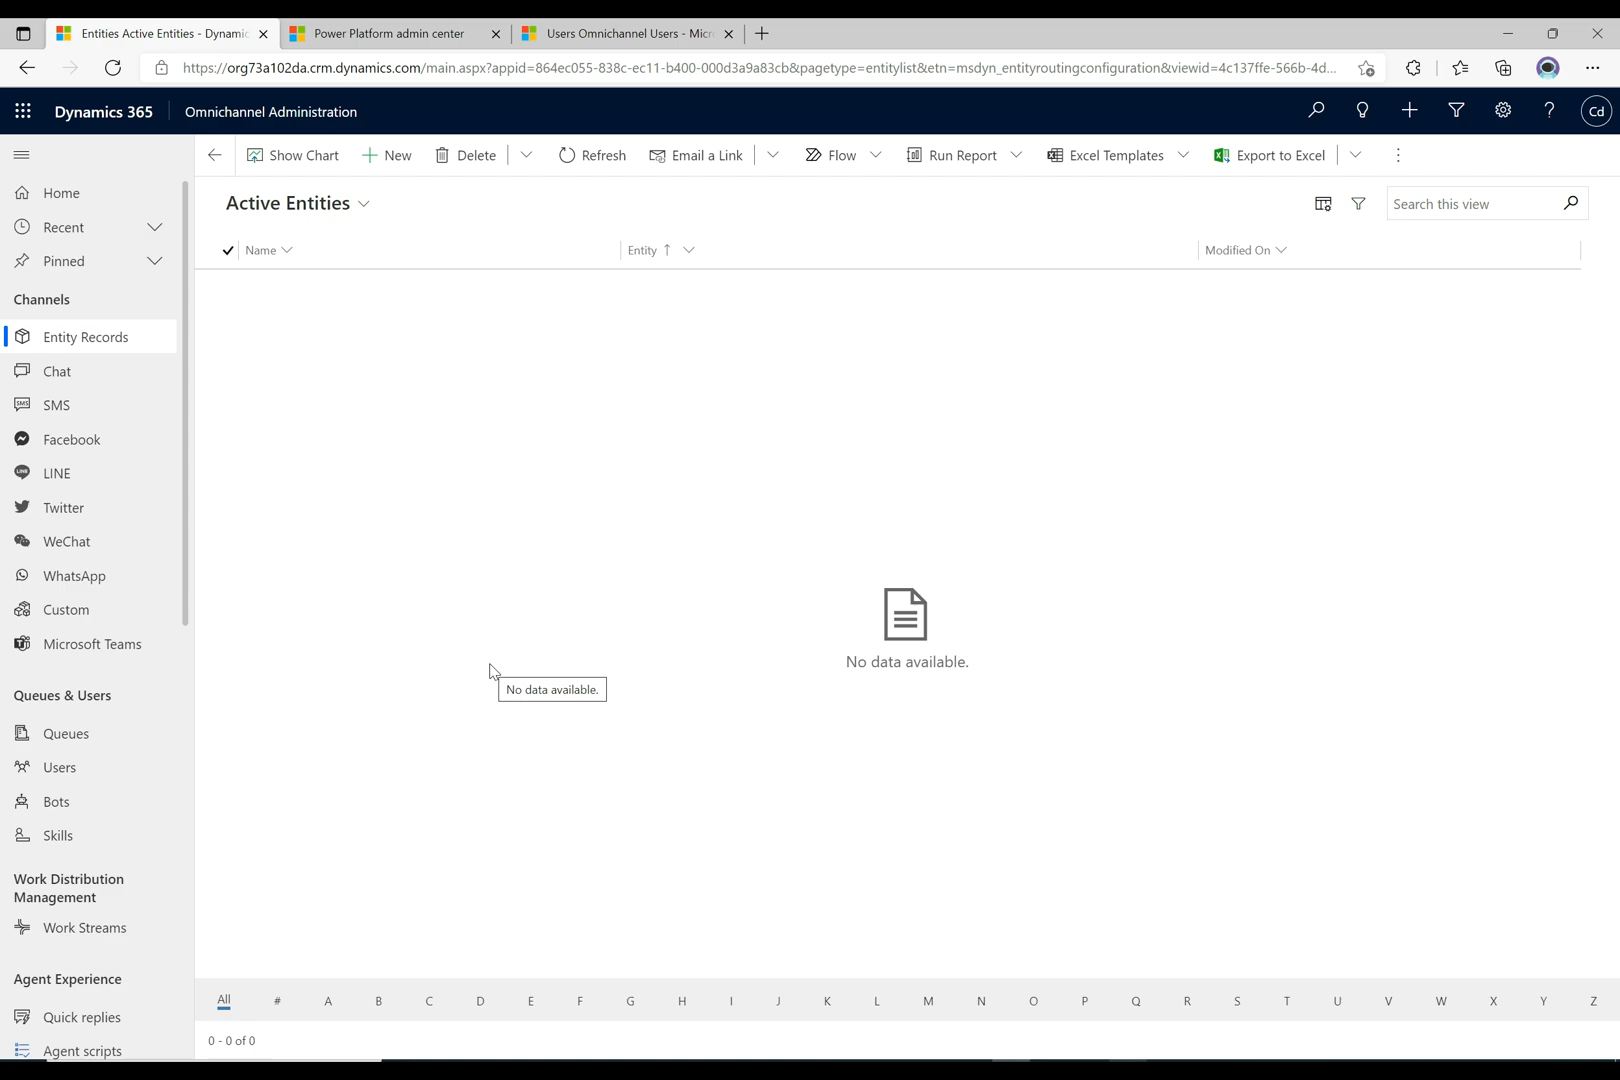 Entities Active Entities - Dynamic
Power Platform admin center
Users Omnichannel Users - Micr
https://org73a102da.crm.dynamics.com/main.aspx?appid=864ec055-838c-ec11-b400-000d3a9a83cb&pagetype=entitylist&etn=msdyn_entityroutingconfiguration&viewid=4c137ffe-566b-4d...
Dynamics 365
Omnichannel Administration
Cd
Show Chart
New
Delete
Refresh
Email a Link
Flow
Run Report
Excel Templates
Export to Excel
Home
Recent
Pinned
Channels
Entity Records
Chat
SMS
SMS
Facebook
LINE
LINE
Twitter
WeChat
WhatsApp
Custom
Microsoft Teams
Queues & Users
Queues
Users
Bots
Skills
Work Distribution
Management
Work Streams
Agent Experience
Quick replies
Agent scripts
Active Entities
Search this view
Name
Entity ↑
Modified On
No data available.
No data available.
All # A B C D E F G H I J K L M N O P Q R S T U V W X Y Z
0 - 0 of 0